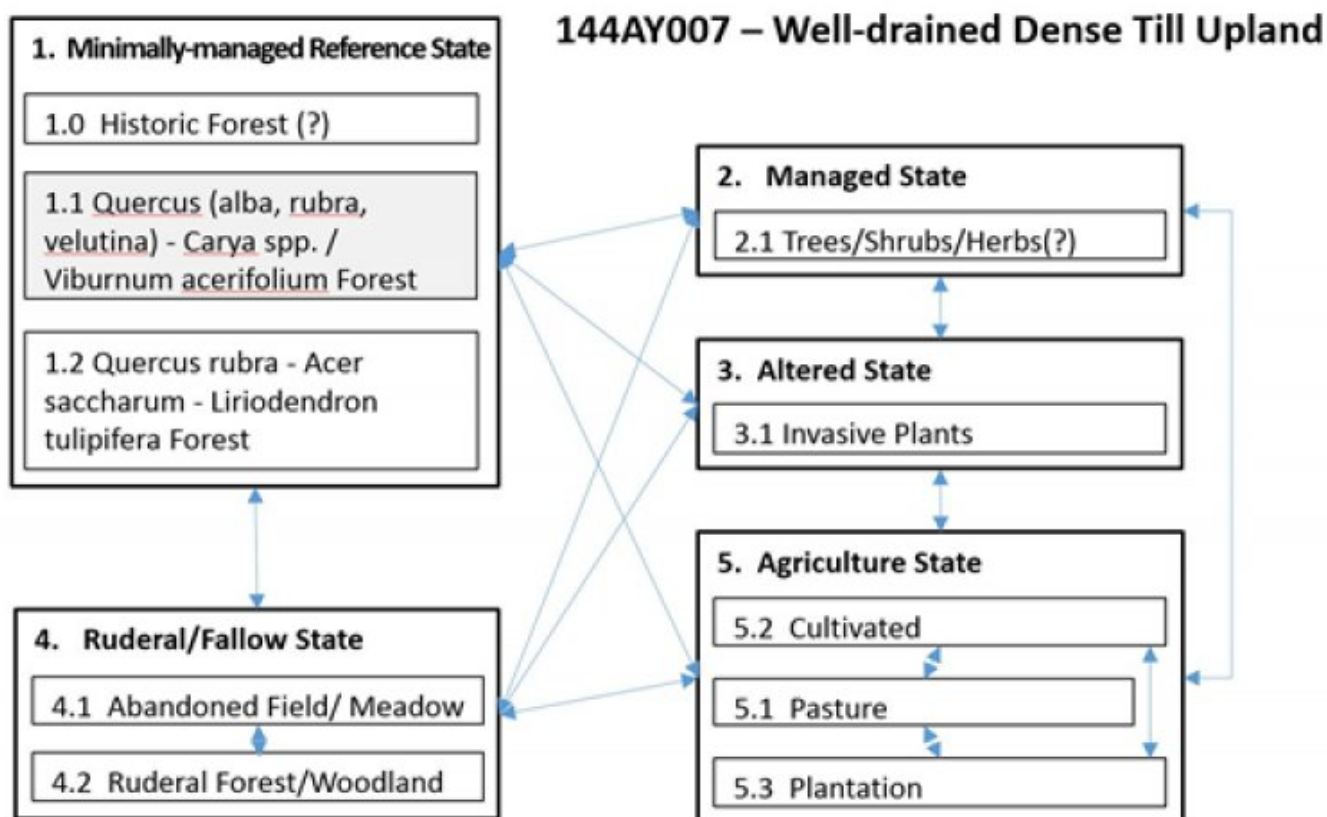 144AY007 – Well-drained Dense Till Upland
1. Minimally-managed Reference State
1.0 Historic Forest (?)
1.1 Quercus (alba, rubra,
velutina) - Carya spp. /
Viburnum acerifolium Forest
1.2 Quercus rubra - Acer
saccharum - Liriodendron
tulipifera Forest
2. Managed State
2.1 Trees/Shrubs/Herbs(?)
3. Altered State
3.1 Invasive Plants
4. Ruderal/Fallow State
4.1 Abandoned Field/ Meadow
4.2 Ruderal Forest/Woodland
5. Agriculture State
5.2 Cultivated
5.1 Pasture
5.3 Plantation